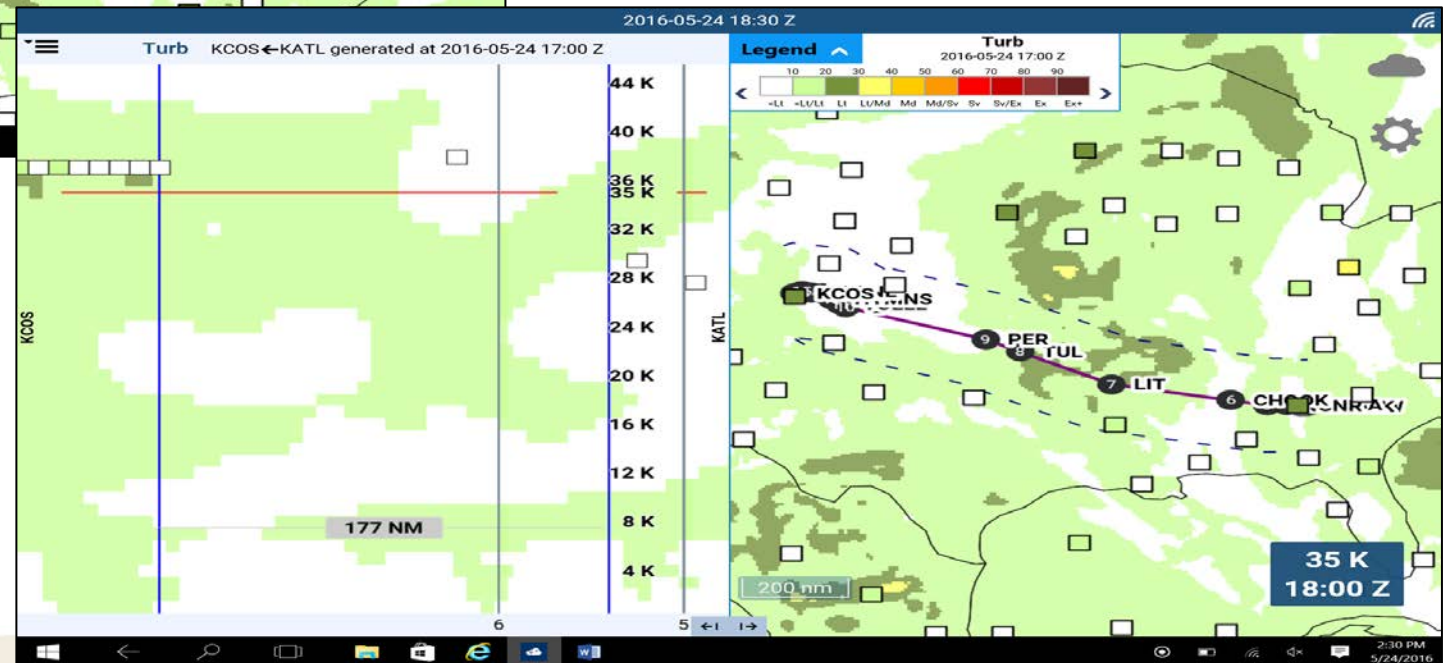 2016-05-24 18:30 Z
Turb KCOS←KATL generated at 2016-05-24 17:00 Z
44 K
40 K
36 K
35 K
32 K
28 K
24 K
20 K
16 K
12 K
8 K
4 K
KCOS
KATL
177 NM
6 5
Legend
Turb
2016-05-24 17:00 Z
10 20 30 40 50 60 70 80 90
<Lt <Lt/Lt Lt Lt/Md Md Md/Sv Sv Sv/Ex Ex Ex+
KCOS
10
9 PER
8 TUL
7 LIT
6
200 nm
35 K
18:00 Z
2:30 PM
5/24/2016